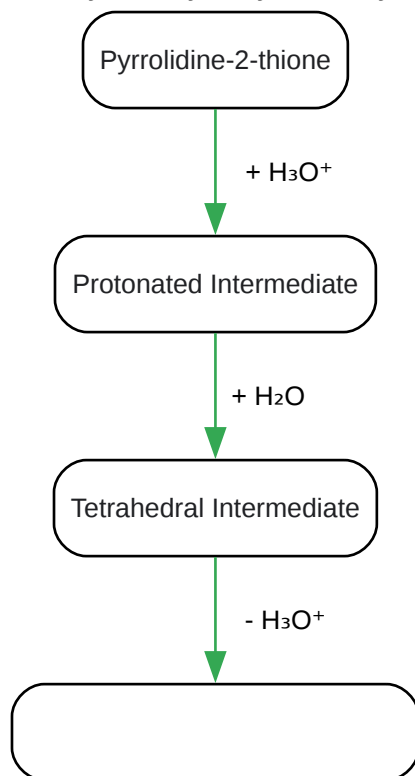 Pyrrolidine-2-thione
+ H₃O⁺
Protonated Intermediate
+ H₂O
Tetrahedral Intermediate
- H₃O⁺